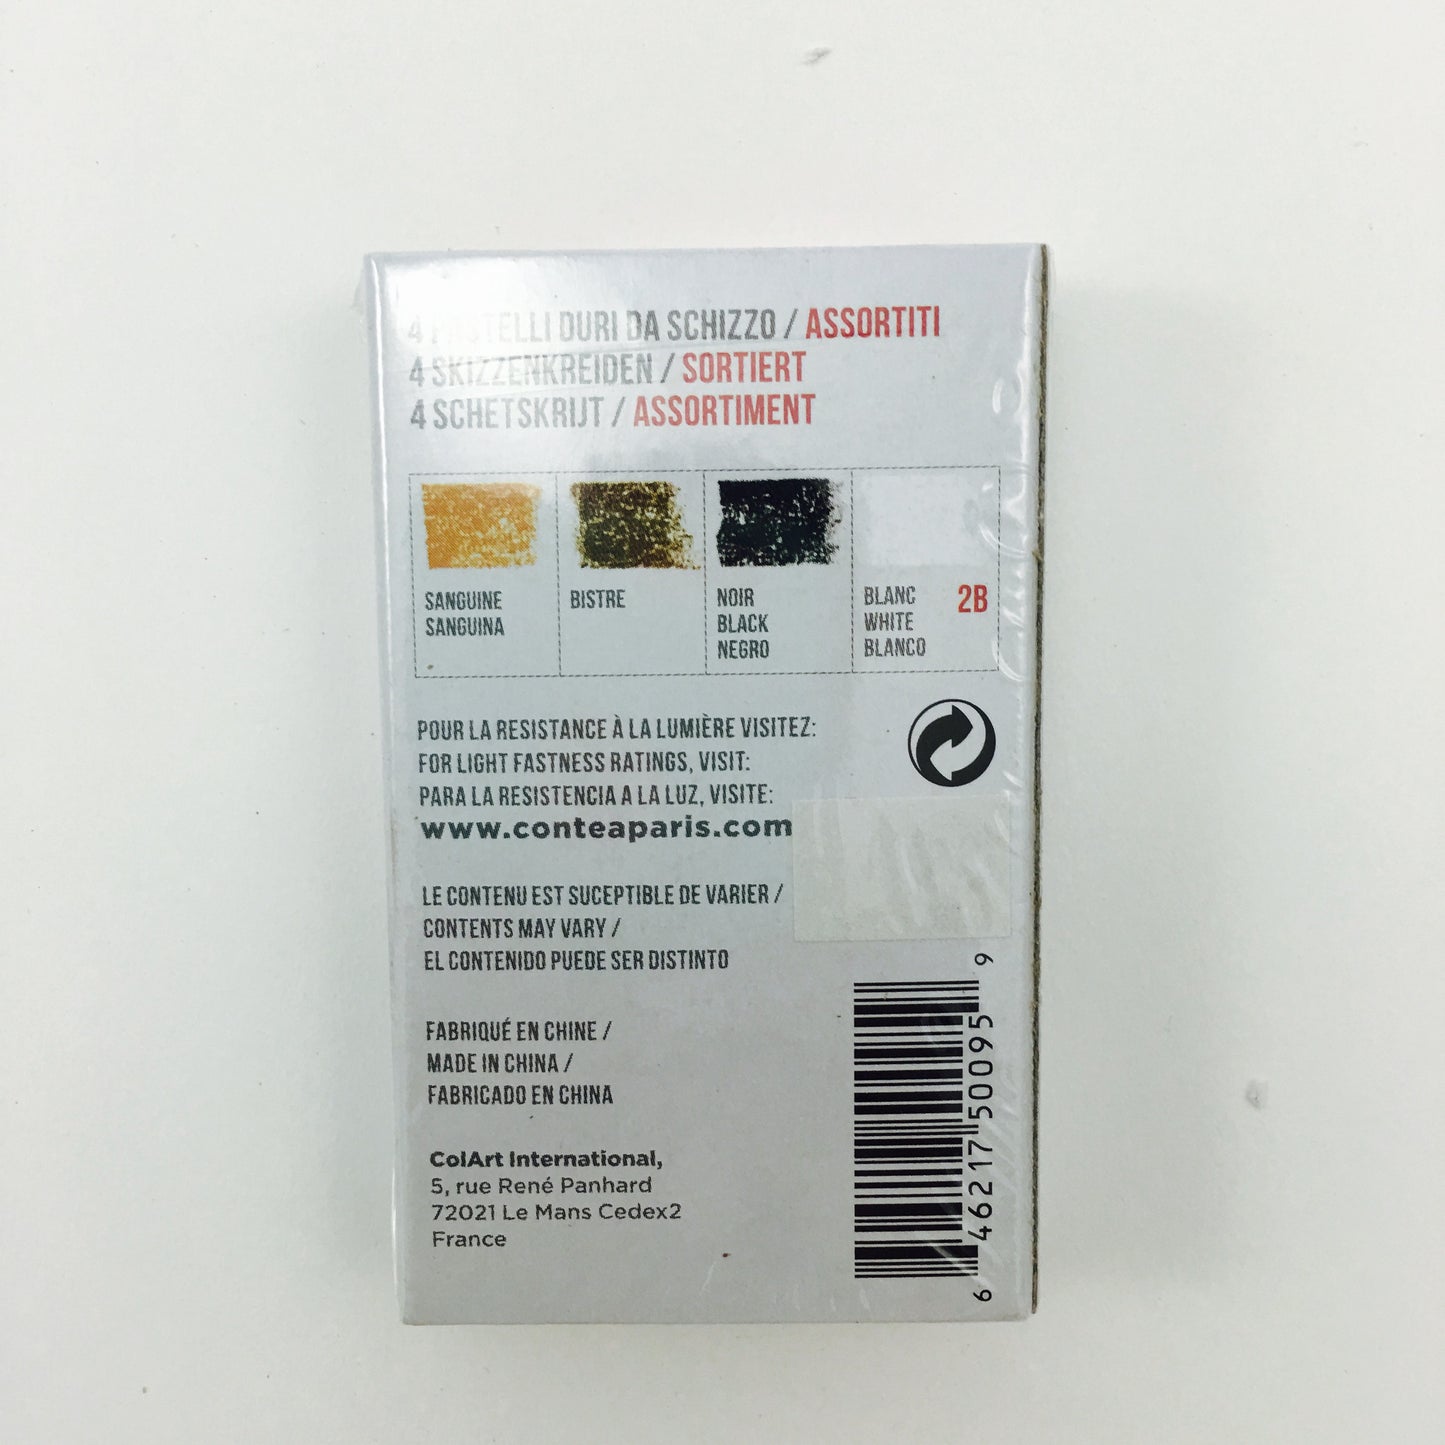 4 PASTELLI DURI DA SCHIZZO / ASSORTITI
4 SKIZZENKREIDEN / SORTIERT
4 SCHETSKRIJT / ASSORTIMENT
SANGUINE
SANGUINA
BISTRE
NOIR
BLACK
NEGRO
BLANC
WHITE
BLANCO
2B
POUR LA RESISTANCE À LA LUMIÈRE VISITEZ:
FOR LIGHT FASTNESS RATINGS, VISIT:
PARA LA RESISTENCIA A LA LUZ, VISITE:
www.conteaparis.com
LE CONTENU EST SUCEPTIBLE DE VARIER /
CONTENTS MAY VARY /
EL CONTENIDO PUEDE SER DISTINTO
FABRIQUÉ EN CHINE /
MADE IN CHINA /
FABRICADO EN CHINA
ColArt International,
5, rue René Panhard
72021 Le Mans Cedex2
France
6 46217 50095 9